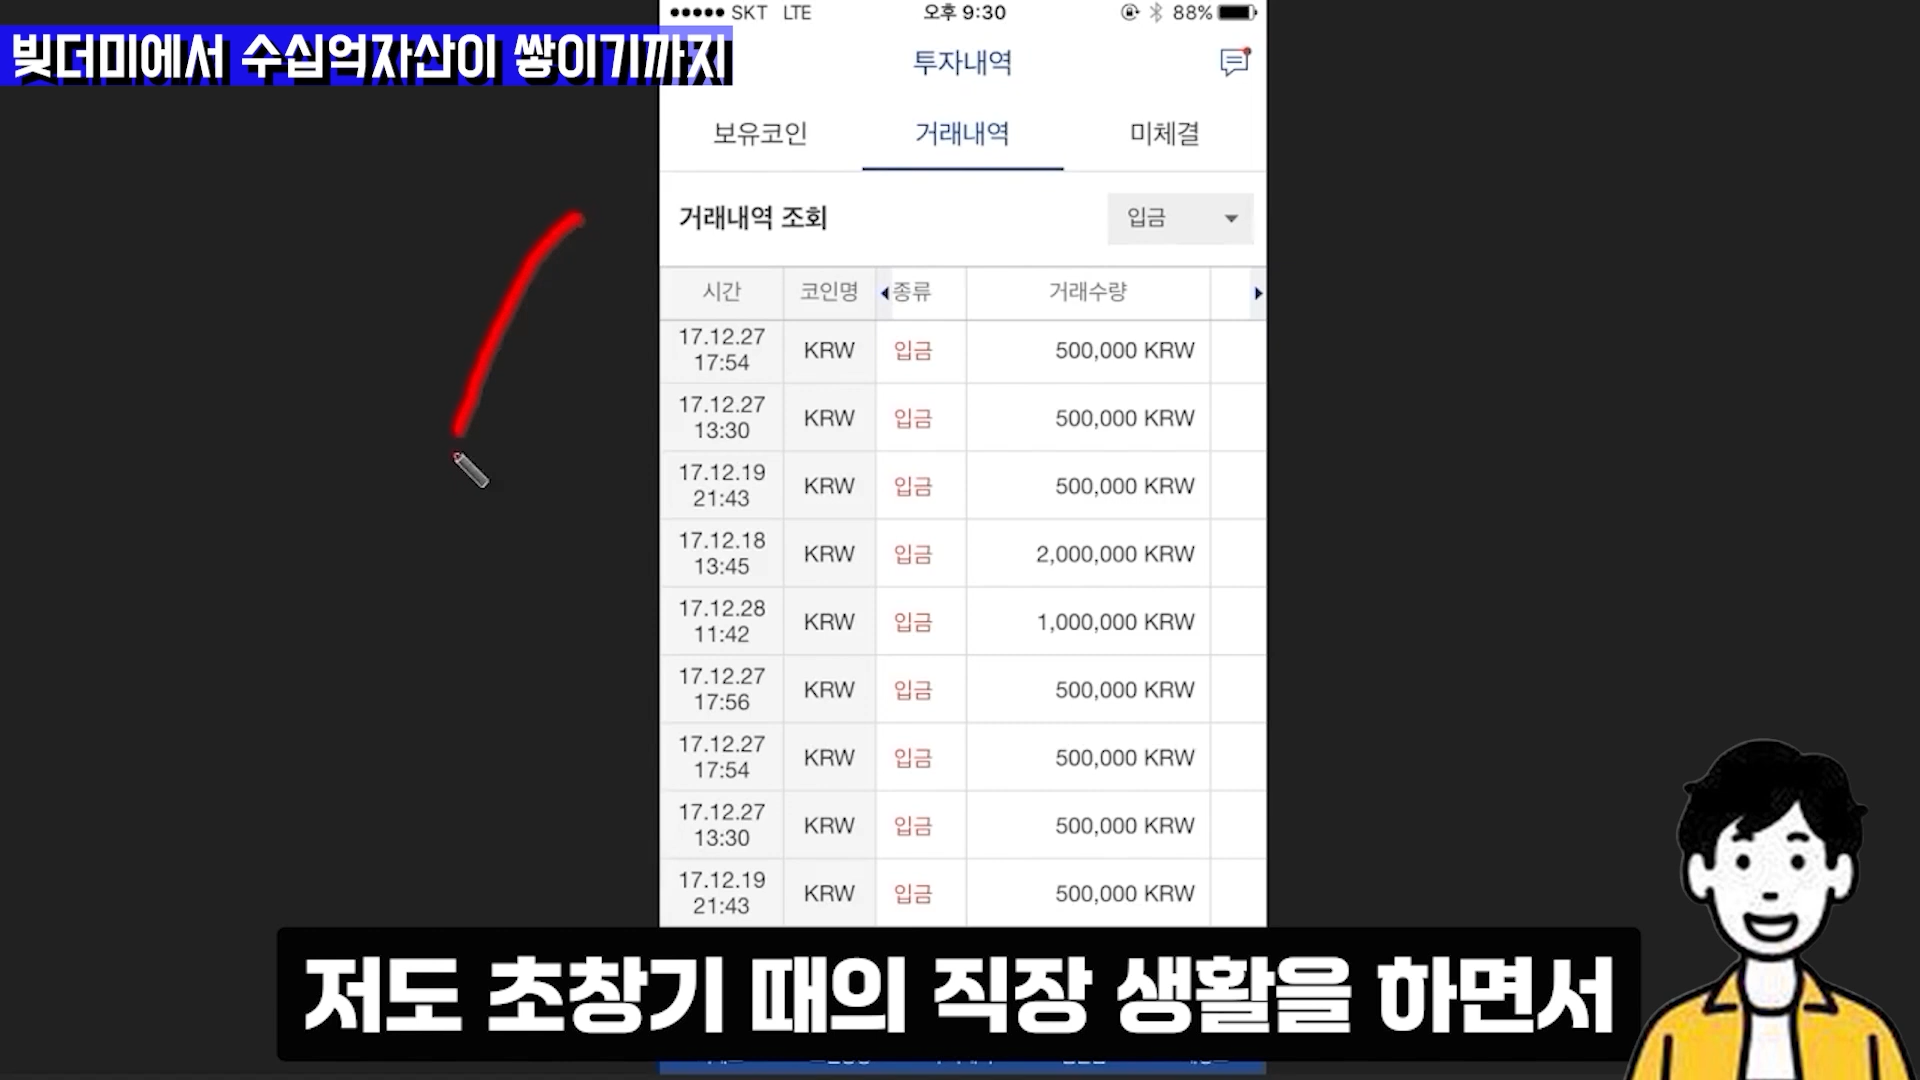 SKT LTE 오후 9:30 88%
빚더미에서 수십억자산이 쌓이기까지
투자내역
보유코인 거래내역 미체결
거래내역 조회 입금
시간 코인명 종류 거래수량
17.12.27 17:54 KRW 입금 500,000 KRW
17.12.27 13:30 KRW 입금 500,000 KRW
17.12.19 21:43 KRW 입금 500,000 KRW
17.12.18 13:45 KRW 입금 2,000,000 KRW
17.12.28 11:42 KRW 입금 1,000,000 KRW
17.12.27 17:56 KRW 입금 500,000 KRW
17.12.27 17:54 KRW 입금 500,000 KRW
17.12.27 13:30 KRW 입금 500,000 KRW
17.12.19 21:43 KRW 입금 500,000 KRW
저도 초창기 때의 직장 생활을 하면서